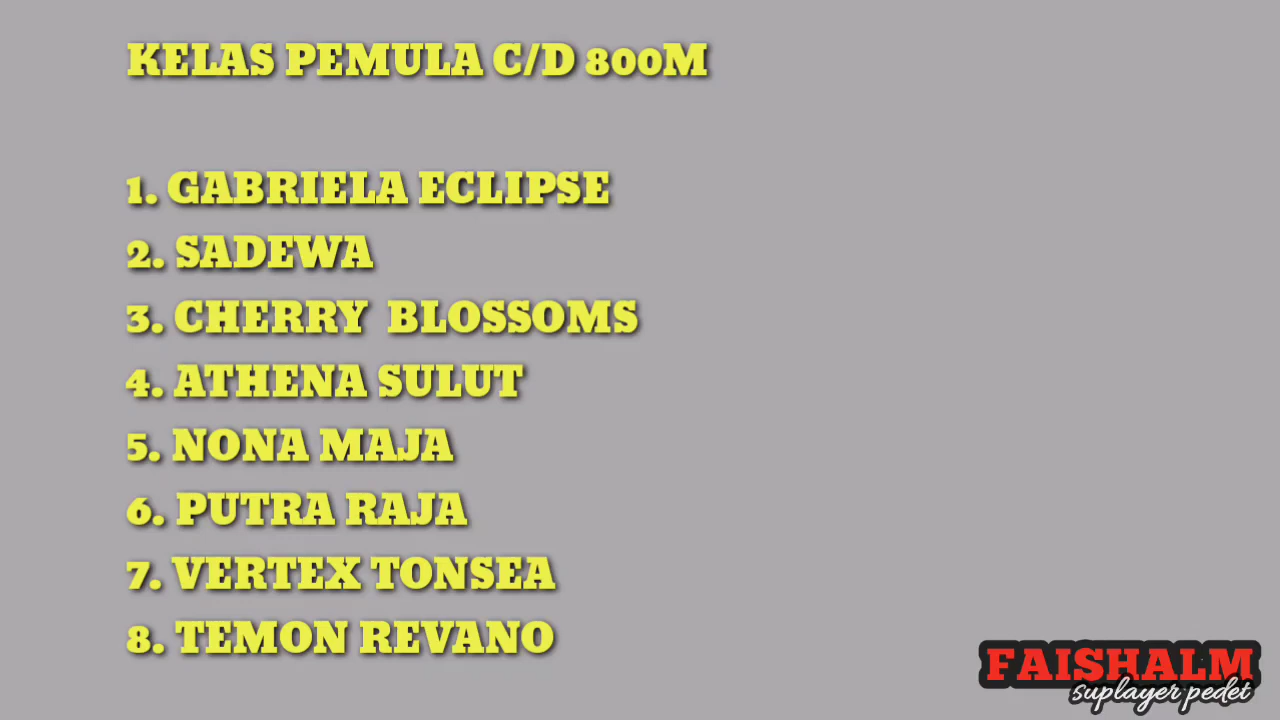 KELAS PEMULA C/D 800M
1. GABRIELA ECLIPSE
2. SADEWA
3. CHERRY BLOSSOMS
4. ATHENA SULUT
5. NONA MAJA
6. PUTRA RAJA
7. VERTEX TONSEA
8. TEMON REVANO
FAISHALM
suplayer pedet